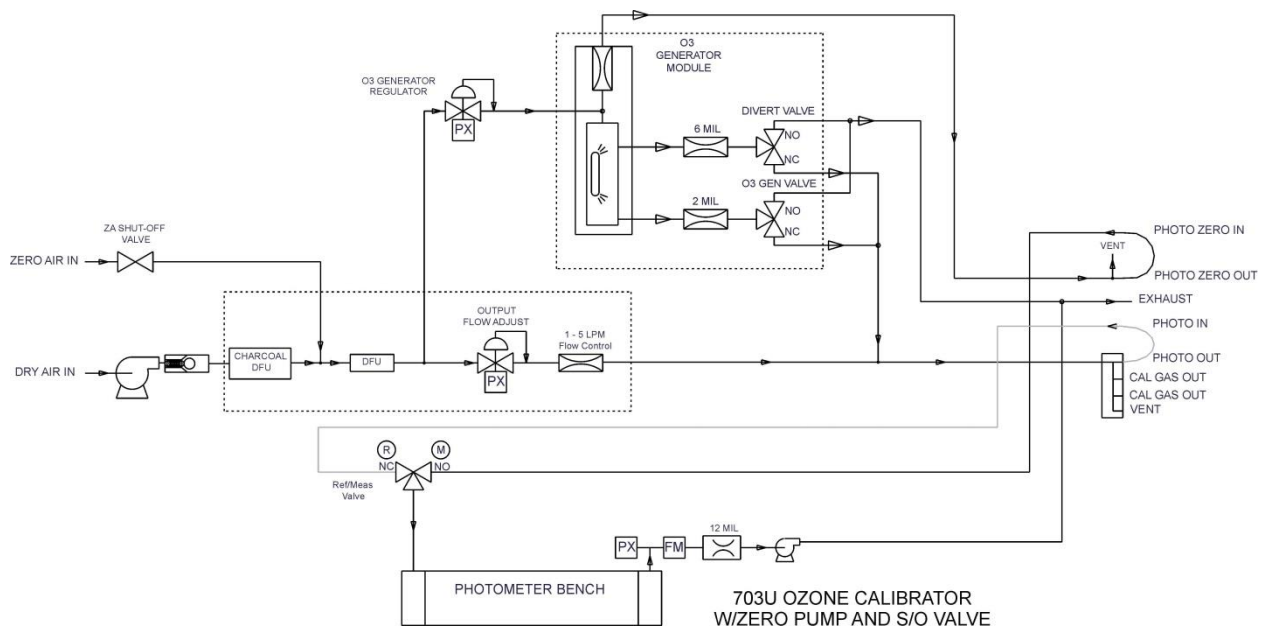 O3
GENERATOR
MODULE
O3 GENERATOR
REGULATOR
PX
DIVERT VALVE
6 MIL
NO
NC
O3 GEN VALVE
2 MIL
NO
NC
ZA SHUT-OFF
VALVE
ZERO AIR IN
PHOTO ZERO IN
VENT
PHOTO ZERO OUT
EXHAUST
OUTPUT
FLOW ADJUST
1 - 5 LPM
Flow Control
PHOTO IN
CHARCOAL
DFU
DFU
PX
PHOTO OUT
DRY AIR IN
CAL GAS OUT
CAL GAS OUT
VENT
R
M
NC
NO
Ref/Meas
Valve
12 MIL
PX
FM
PHOTOMETER BENCH
703U OZONE CALIBRATOR
W/ZERO PUMP AND S/O VALVE